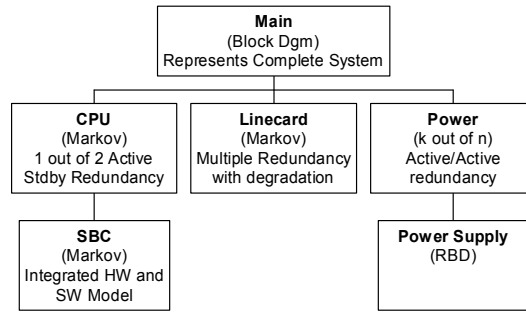 Main
(Block Dgm)
Represents Complete System
CPU
(Markov)
1 out of 2 Active
Stdby Redundancy
Linecard
(Markov)
Multiple Redundancy
with degradation
Power
(k out of n)
Active/Active
redundancy
SBC
(Markov)
Integrated HW and
SW Model
Power Supply
(RBD)